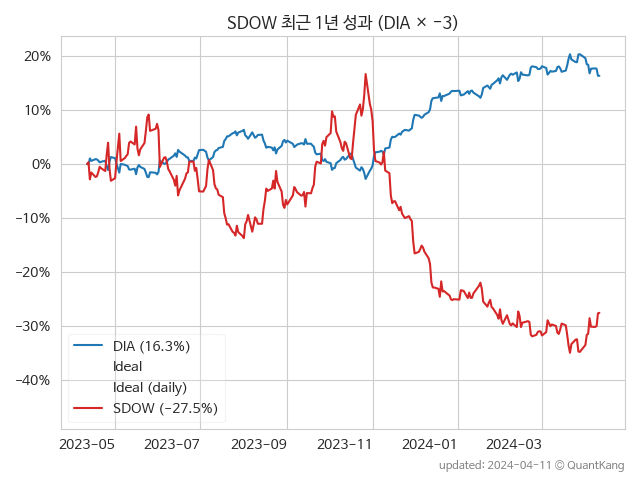 SDOW 최근 1년 성과 (DIA × −3)
20%
10%
0%
−10%
−20%
−30%
−40%
DIA (16.3%)
Ideal
Ideal (daily)
SDOW (−27.5%)
2023−05
2023−07
2023−09
2023−11
2024−01
2024−03
updated: 2024−04−11 © QuantKang